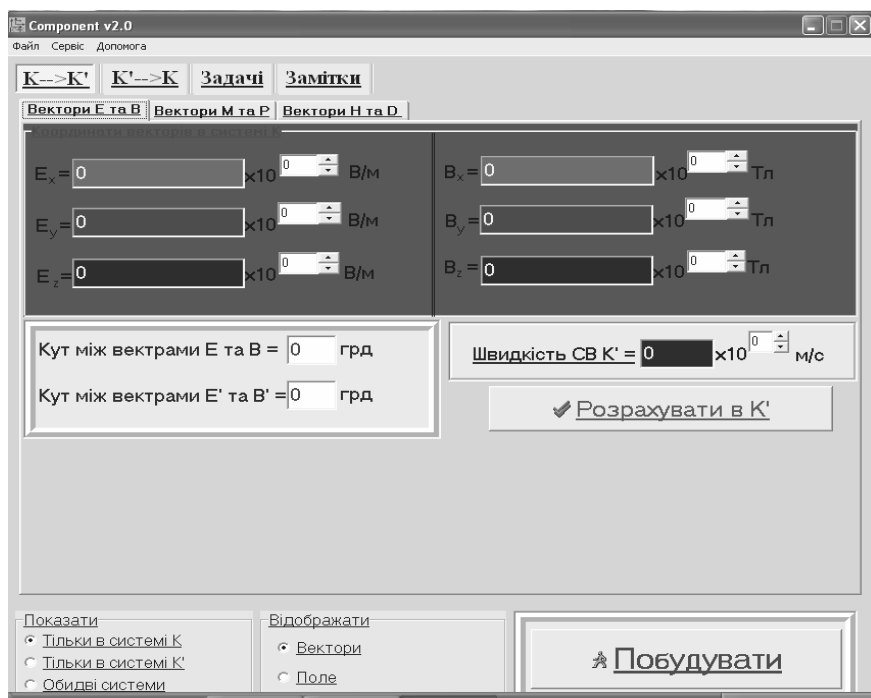 Component v2.0
Файл Сервіс Допомога
K-->K' K'-->K Задачі Замітки
Вектори E та B Вектори M та P Вектори H та D
Координати векторів в системі K
Ex= 0 ×10 0 В/м Bx= 0 ×10 0 Тл
Ey= 0 ×10 0 В/м By= 0 ×10 0 Тл
Ez= 0 ×10 0 В/м Bz= 0 ×10 0 Тл
Кут між вектрами E та B = 0 грд
Швидкість СВ K' = 0 ×10 0 м/с
Кут між вектрами E' та B' = 0 грд
Розрахувати в K'
Показати
Тільки в системі K
Тільки в системі K'
Обидві системи
Відображати
Вектори
Поле
Побудувати